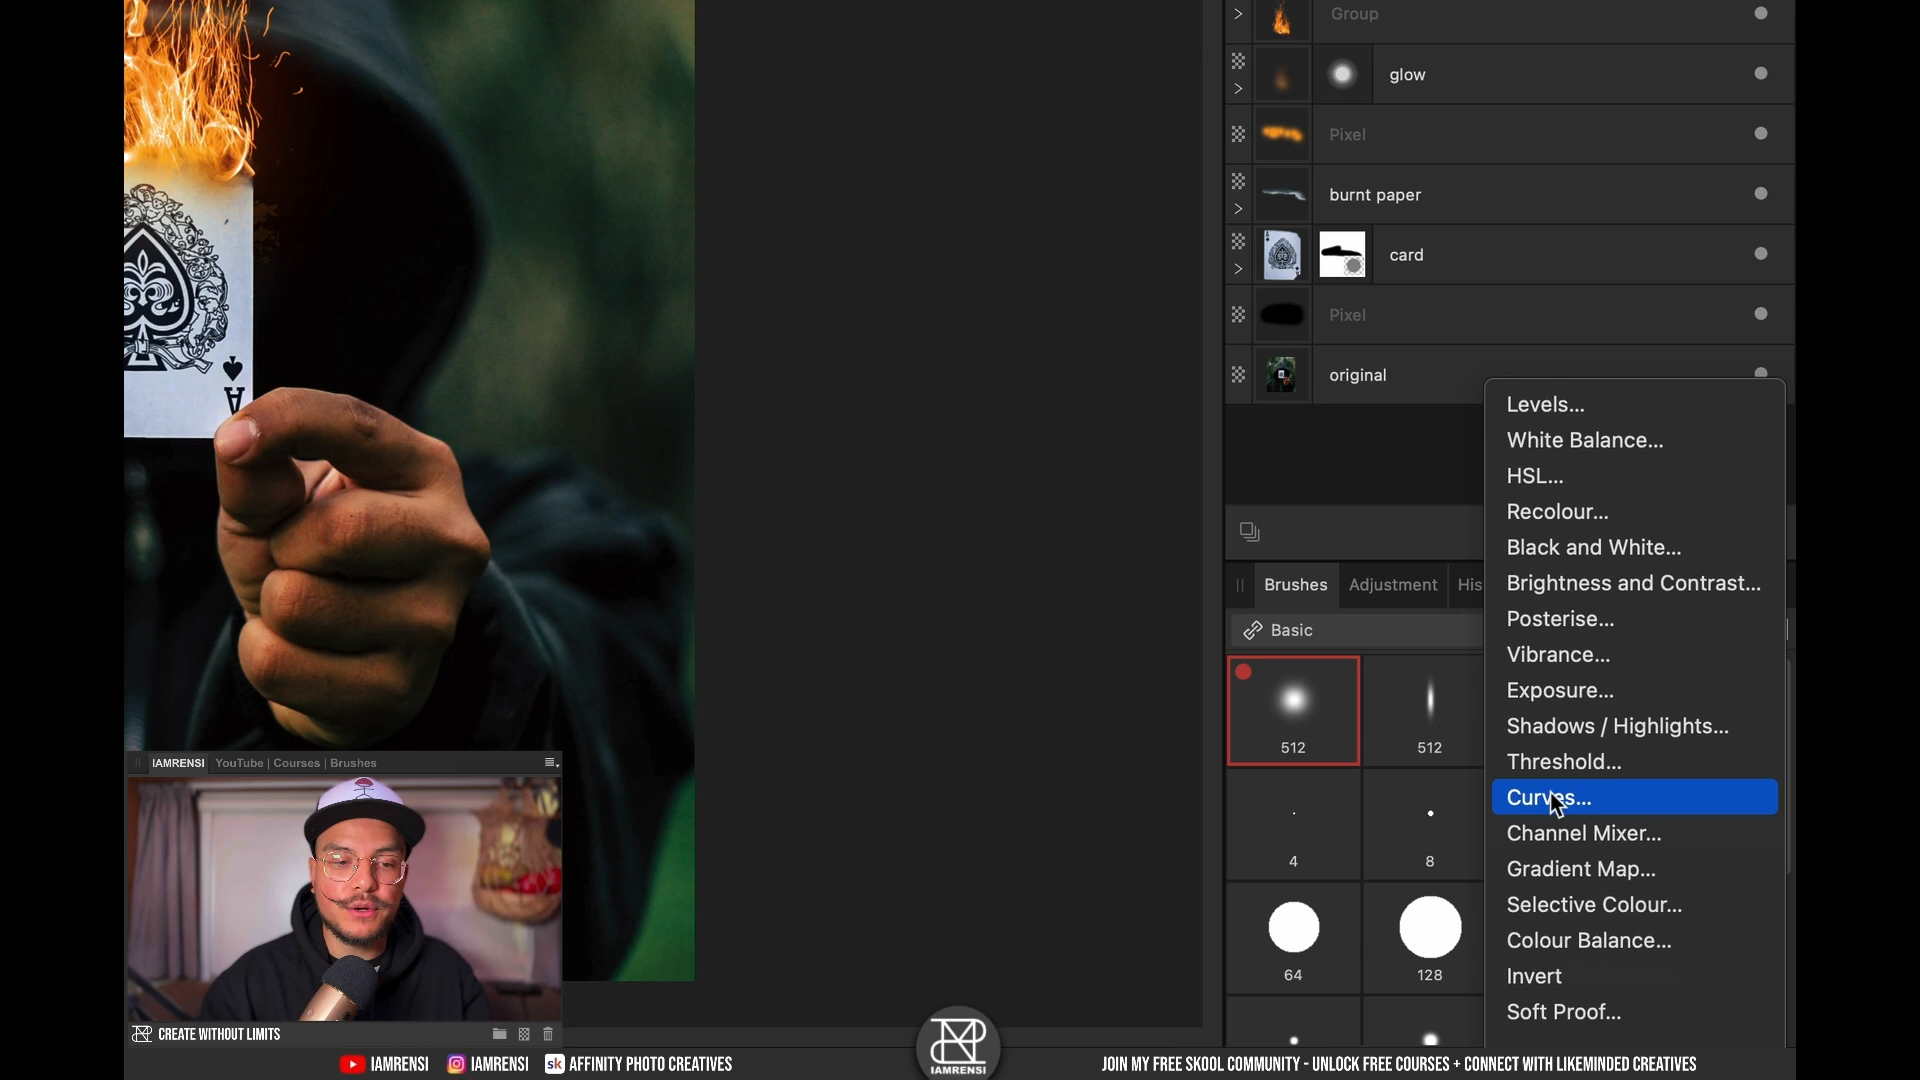 Group
glow
Pixel
burnt paper
card
Pixel
original
Levels...
White Balance...
HSL...
Recolour...
Black and White...
Brightness and Contrast...
Posterise...
Vibrance...
Exposure...
Shadows / Highlights...
Threshold...
Curves...
Channel Mixer...
Gradient Map...
Selective Colour...
Colour Balance...
Invert
Soft Proof...
Brushes
Adjustment
His
Basic
512
512
4
8
64
128
A
IAMRENSI
YouTube | Courses | Brushes
CREATE WITHOUT LIMITS
IAMRENSI
IAMRENSI
sk AFFINITY PHOTO CREATIVES
IAMRENSI
JOIN MY FREE SKOOL COMMUNITY - UNLOCK FREE COURSES + CONNECT WITH LIKEMINDED CREATIVES